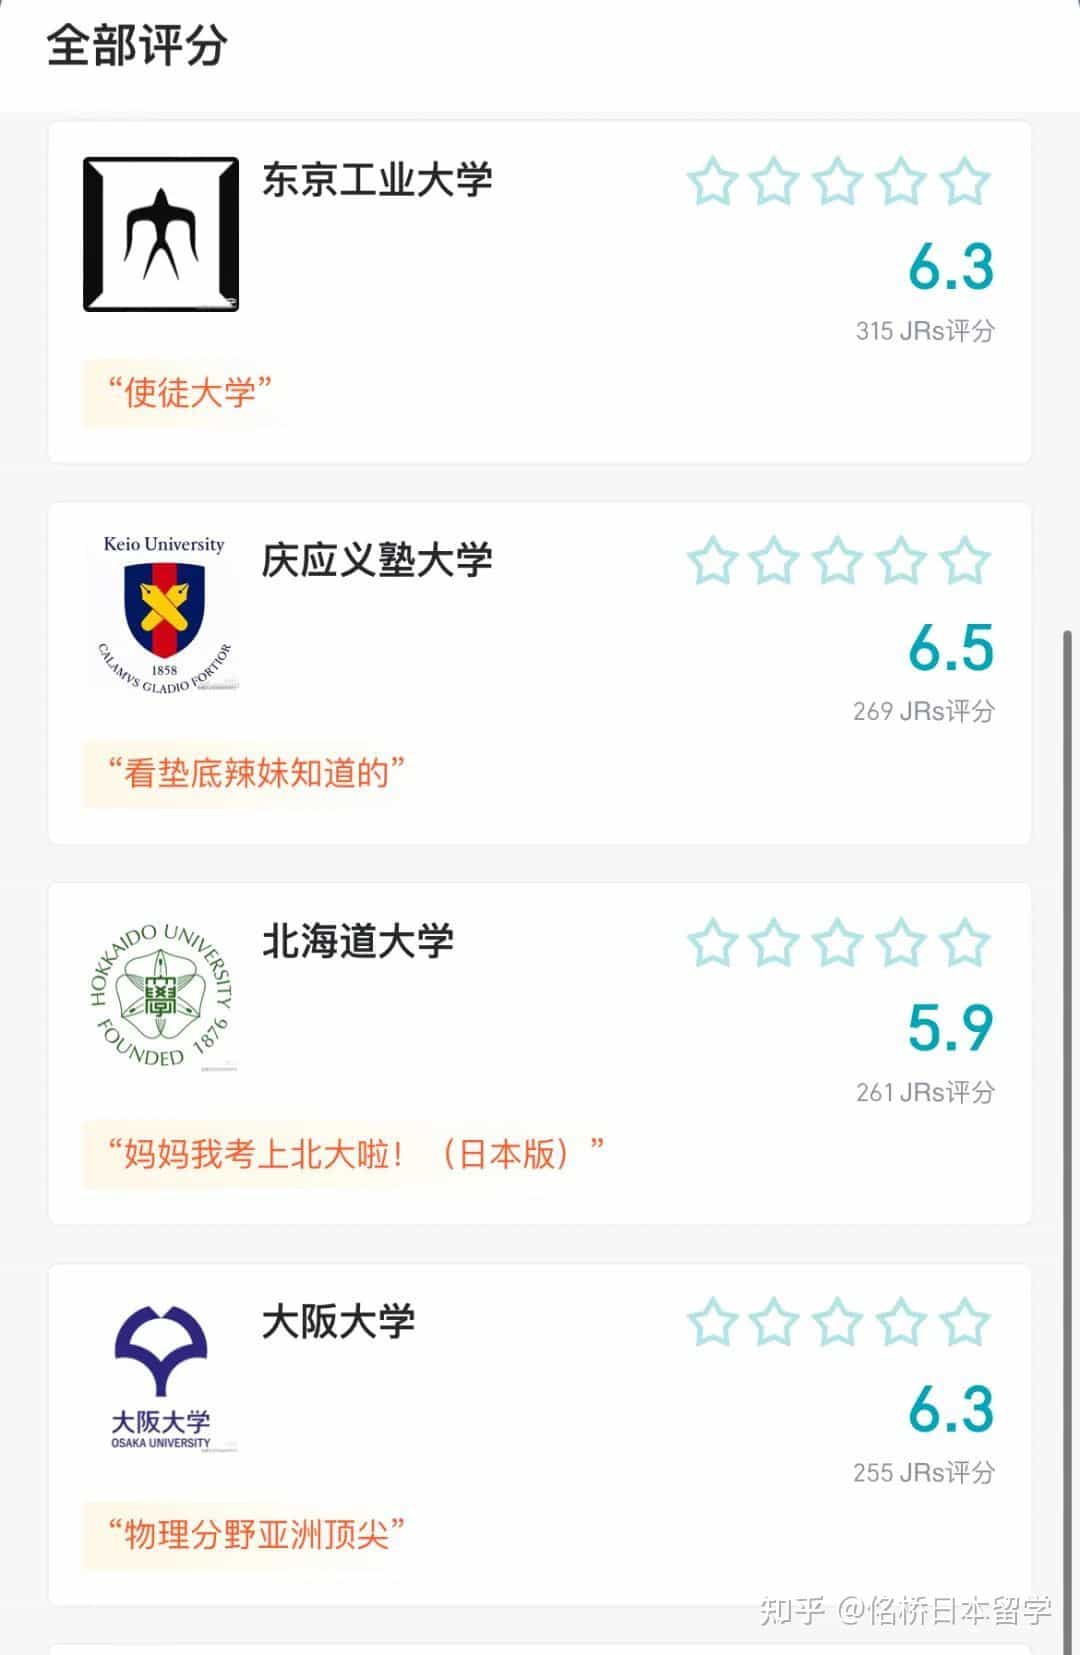 全部评分
东京工业大学
6.3
315 JRs评分
“使徒大学”
Keio University
1858
CALAMVS GLADIO FORTIOR
庆应义塾大学
6.5
269 JRs评分
“看垫底辣妹知道的”
HOKKAIDO UNIVERSITY
FOUNDED 1876
北海道大学
5.9
261 JRs评分
“妈妈我考上北大啦！（日本版）”
大阪大学
OSAKA UNIVERSITY
大阪大学
6.3
255 JRs评分
“物理分野亚洲顶尖”
知乎 @佲桥日本留学